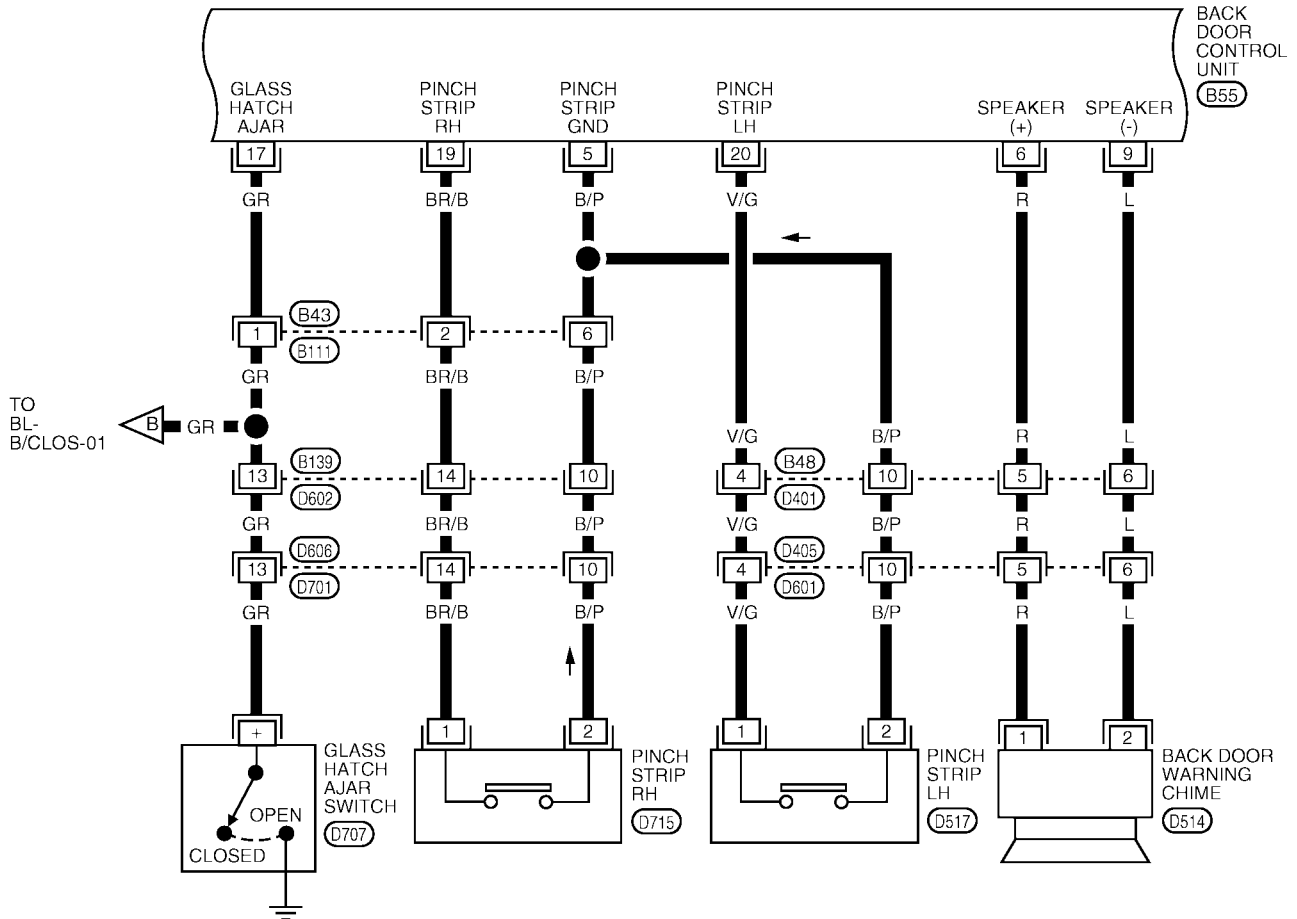 BACK
DOOR
CONTROL
UNIT
B55
GLASS
HATCH
AJAR
PINCH
STRIP
RH
PINCH
STRIP
GND
PINCH
STRIP
LH
SPEAKER
(+)
SPEAKER
(-)
17 19 5 20 6 9
GR BR/B B/P V/G R L
B43
1 2 6
B111
GR BR/B B/P
TO
BL-
B/CLOS-01
B GR
V/G B/P R L
B139 B48
13 14 10 4 10 5 6
D602 D401
GR BR/B B/P V/G B/P R L
D606 D405
13 14 10 4 10 5 6
D701 D601
GR BR/B B/P V/G B/P R L
+ 1 2 1 2 1 2
GLASS
HATCH
AJAR
SWITCH
D707
OPEN
CLOSED
PINCH
STRIP
RH
D715
PINCH
STRIP
LH
D517
BACK DOOR
WARNING
CHIME
D514